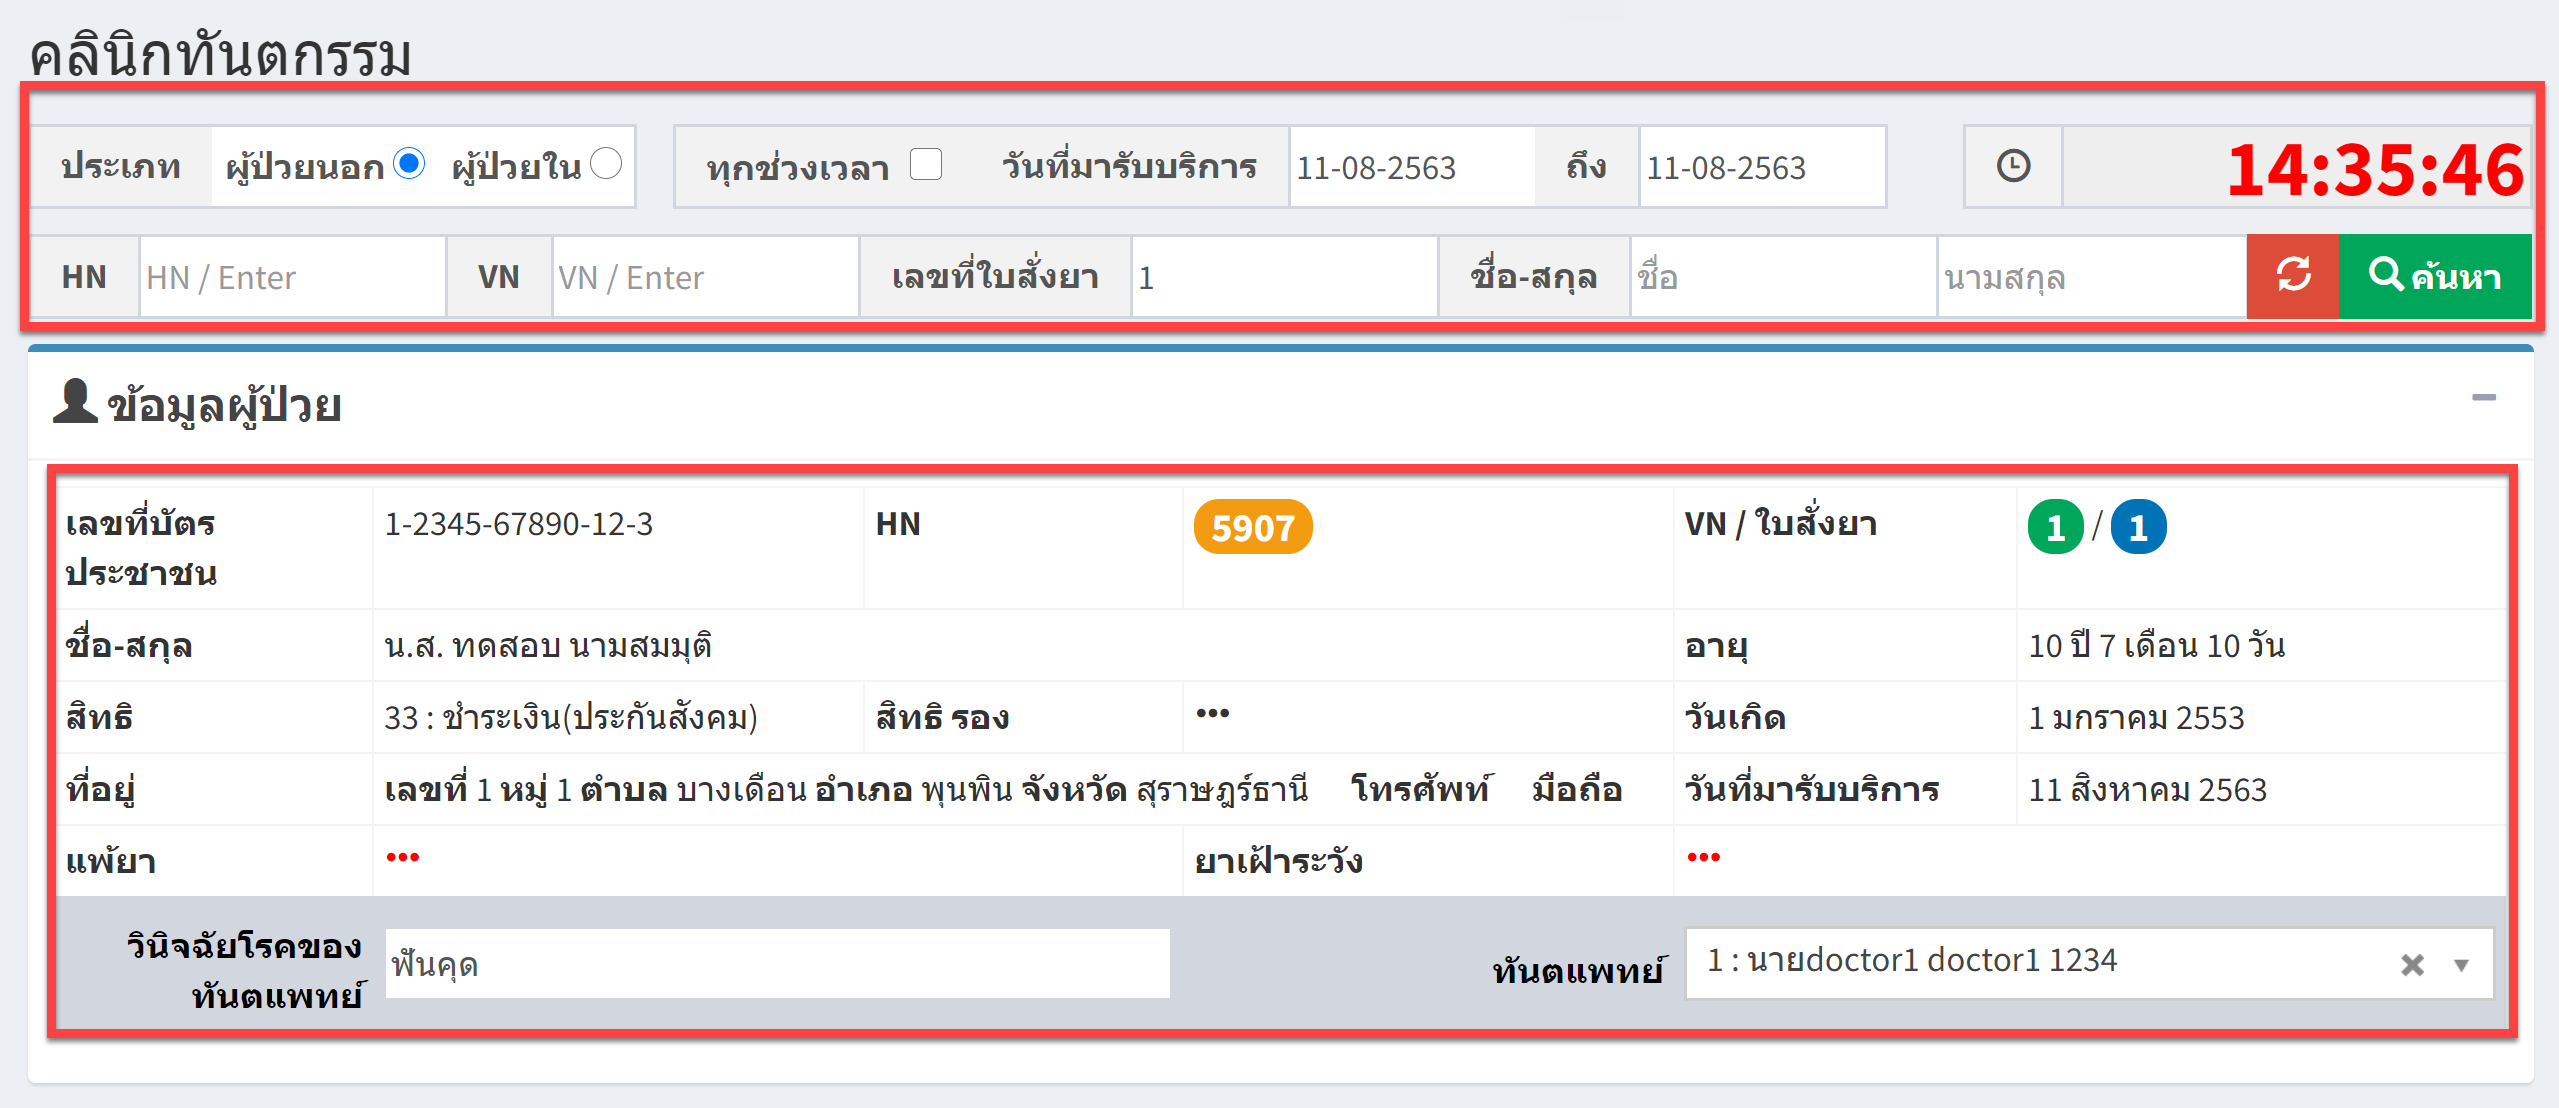 คลินิกทันตกรรม
ประเภท ผู้ป่วยนอก ผู้ป่วยใน ทุกช่วงเวลา วันที่มารับบริการ 11-08-2563 ถึง 11-08-2563 14:35:46
HN HN / Enter VN VN / Enter เลขที่ใบสั่งยา 1 ชื่อ-สกุล ชื่อ นามสกุล ค้นหา
ข้อมูลผู้ป่วย
เลขที่บัตรประชาชน 1-2345-67890-12-3 HN 5907 VN / ใบสั่งยา 1 / 1
ชื่อ-สกุล น.ส. ทดสอบ นามสมมุติ อายุ 10 ปี 7 เดือน 10 วัน
สิทธิ 33 : ชำระเงิน(ประกันสังคม) สิทธิ รอง ••• วันเกิด 1 มกราคม 2553
ที่อยู่ เลขที่ 1 หมู่ 1 ตำบล บางเดือน อำเภอ พุนพิน จังหวัด สุราษฎร์ธานี โทรศัพท์ มือถือ วันที่มารับบริการ 11 สิงหาคม 2563
แพ้ยา ••• ยาเฝ้าระวัง •••
วินิจฉัยโรคของทันตแพทย์ ฟันคุด ทันตแพทย์ 1 : นายdoctor1 doctor1 1234